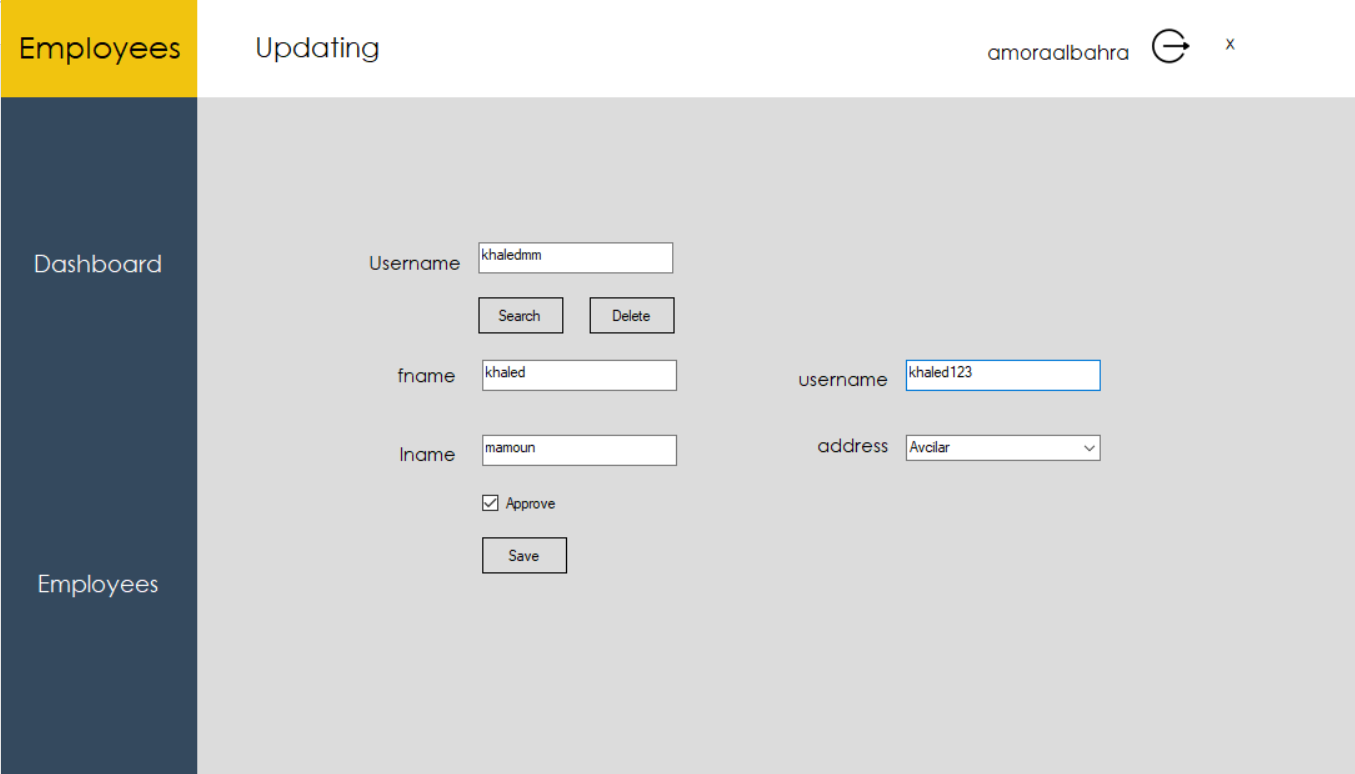 Employees
Updating
amoraalbahra
x
Dashboard
Employees
Username
khaledmm
Search
Delete
fname
khaled
username
khaled123
lname
mamoun
address
Avcilar
Approve
Save